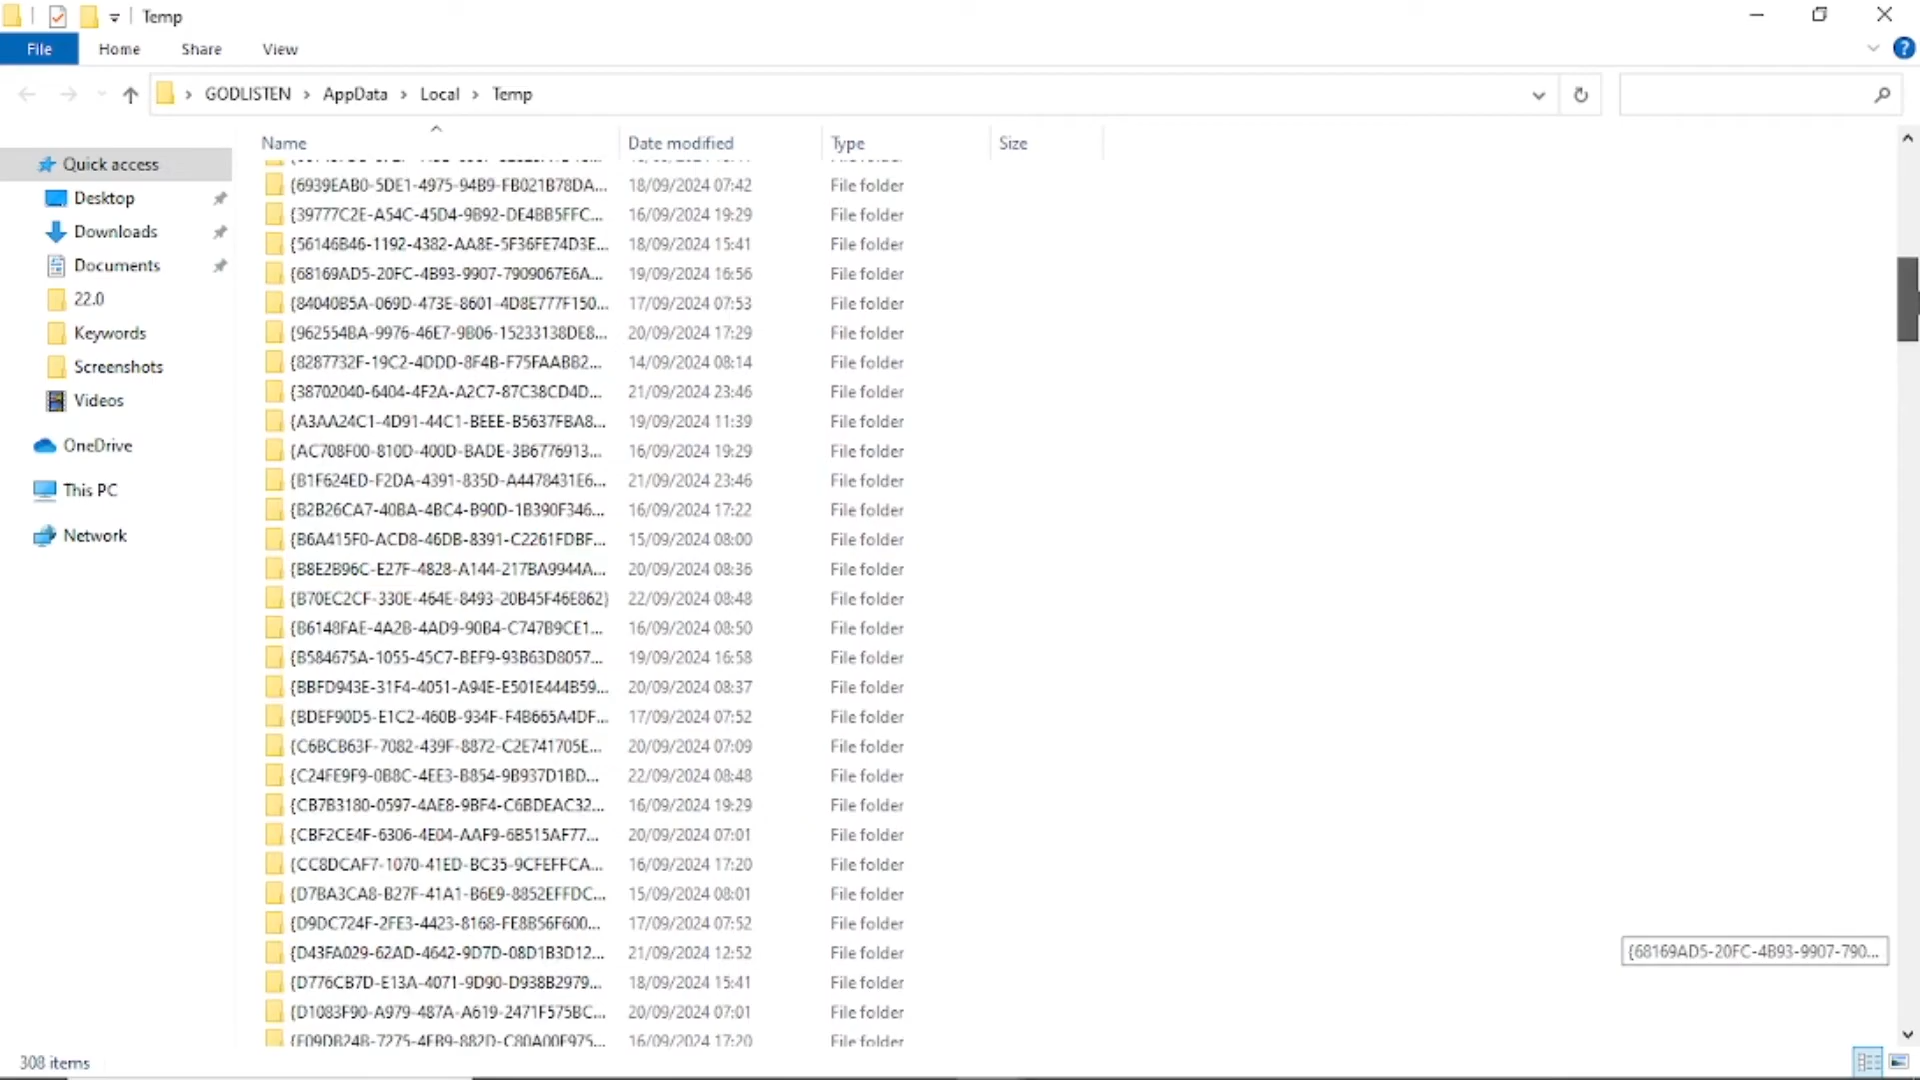 Temp
File Home Share View
GODLISTEN > AppData > Local > Temp
Name Date modified Type Size
Quick access
Desktop
Downloads
Documents
22.0
Keywords
Screenshots
Videos
OneDrive
This PC
Network
{6939EAB0-5DE1-4975-94B9-FB021B78DA... 18/09/2024 07:42 File folder
{39777C2E-A54C-45D4-9B92-DE4BB5FFC... 16/09/2024 19:29 File folder
{56146B46-1192-4382-AA8E-5F36FE74D3E... 18/09/2024 15:41 File folder
{68169AD5-20FC-4B93-9907-7909067E6A... 19/09/2024 16:56 File folder
{84040B5A-069D-473E-8601-4D8E777F150... 17/09/2024 07:53 File folder
{962554BA-9976-46E7-9B06-15233138DE8... 20/09/2024 17:29 File folder
{8287732F-19C2-4DDD-8F4B-F75FAABB2... 14/09/2024 08:14 File folder
{38702040-6404-4F2A-A2C7-87C38CD4D... 21/09/2024 23:46 File folder
{A3AA24C1-4D91-44C1-BEEE-B5637FBA8... 19/09/2024 11:39 File folder
{AC708F00-810D-400D-BADE-3B6776913... 16/09/2024 19:29 File folder
{B1F624ED-F2DA-4391-835D-A4478431E6... 21/09/2024 23:46 File folder
{B2B26CA7-40BA-4BC4-B90D-1B390F346... 16/09/2024 17:22 File folder
{B6A415F0-ACD8-46DB-8391-C2261FDBF... 15/09/2024 08:00 File folder
{B8E2B96C-E27F-4828-A144-217BA9944A... 20/09/2024 08:36 File folder
{B70EC2CF-330E-464E-8493-20B45F46E862} 22/09/2024 08:48 File folder
{B6148FAE-4A2B-4AD9-90B4-C747B9CE1... 16/09/2024 08:50 File folder
{B584675A-1055-45C7-BEF9-93B63D8057... 19/09/2024 16:58 File folder
{BBFD943E-31F4-4051-A94E-E501E444B59... 20/09/2024 08:37 File folder
{BDEF90D5-E1C2-460B-934F-F4B665A4DF... 17/09/2024 07:52 File folder
{C6BCB63F-7082-439F-8872-C2E741705E... 20/09/2024 07:09 File folder
{C24FE9F9-0B8C-4EE3-B854-9B937D1BD... 22/09/2024 08:48 File folder
{CB7B3180-0597-4AE8-9BF4-C6BDEAC32... 16/09/2024 19:29 File folder
{CBF2CE4F-6306-4E04-AAF9-6B515AF77... 20/09/2024 07:01 File folder
{CC8DCAF7-1070-41ED-BC35-9CFEFFCA... 16/09/2024 17:20 File folder
{D7BA3CA8-B27F-41A1-B6E9-8852EFFDC... 15/09/2024 08:01 File folder
{D9DC724F-2FE3-4423-8168-FE8B56F600... 17/09/2024 07:52 File folder
{D43FA029-62AD-4642-9D7D-08D1B3D12... 21/09/2024 12:52 File folder
{D776CB7D-E13A-4071-9D90-D938B2979... 18/09/2024 15:41 File folder
{D1083F90-A979-487A-A619-2471F575BC... 20/09/2024 07:01 File folder
16/09/2024 17:20 File folder
{68169AD5-20FC-4B93-9907-790...
308 items